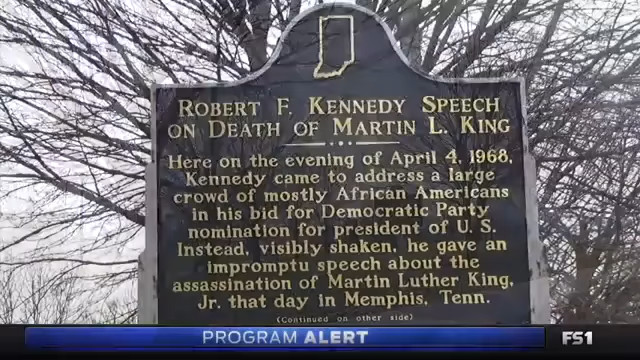 ROBERT F. KENNEDY SPEECH
ON DEATH OF MARTIN L. KING
Here on the evening of April 4, 1968,
Kennedy came to address a large
crowd of mostly African Americans
in his bid for Democratic Party
nomination for president of U. S.
Instead, visibly shaken, he gave an
impromptu speech about the
assassination of Martin Luther King,
Jr. that day in Memphis, Tenn.
(Continued on other side)
PROGRAM ALERT
FS1